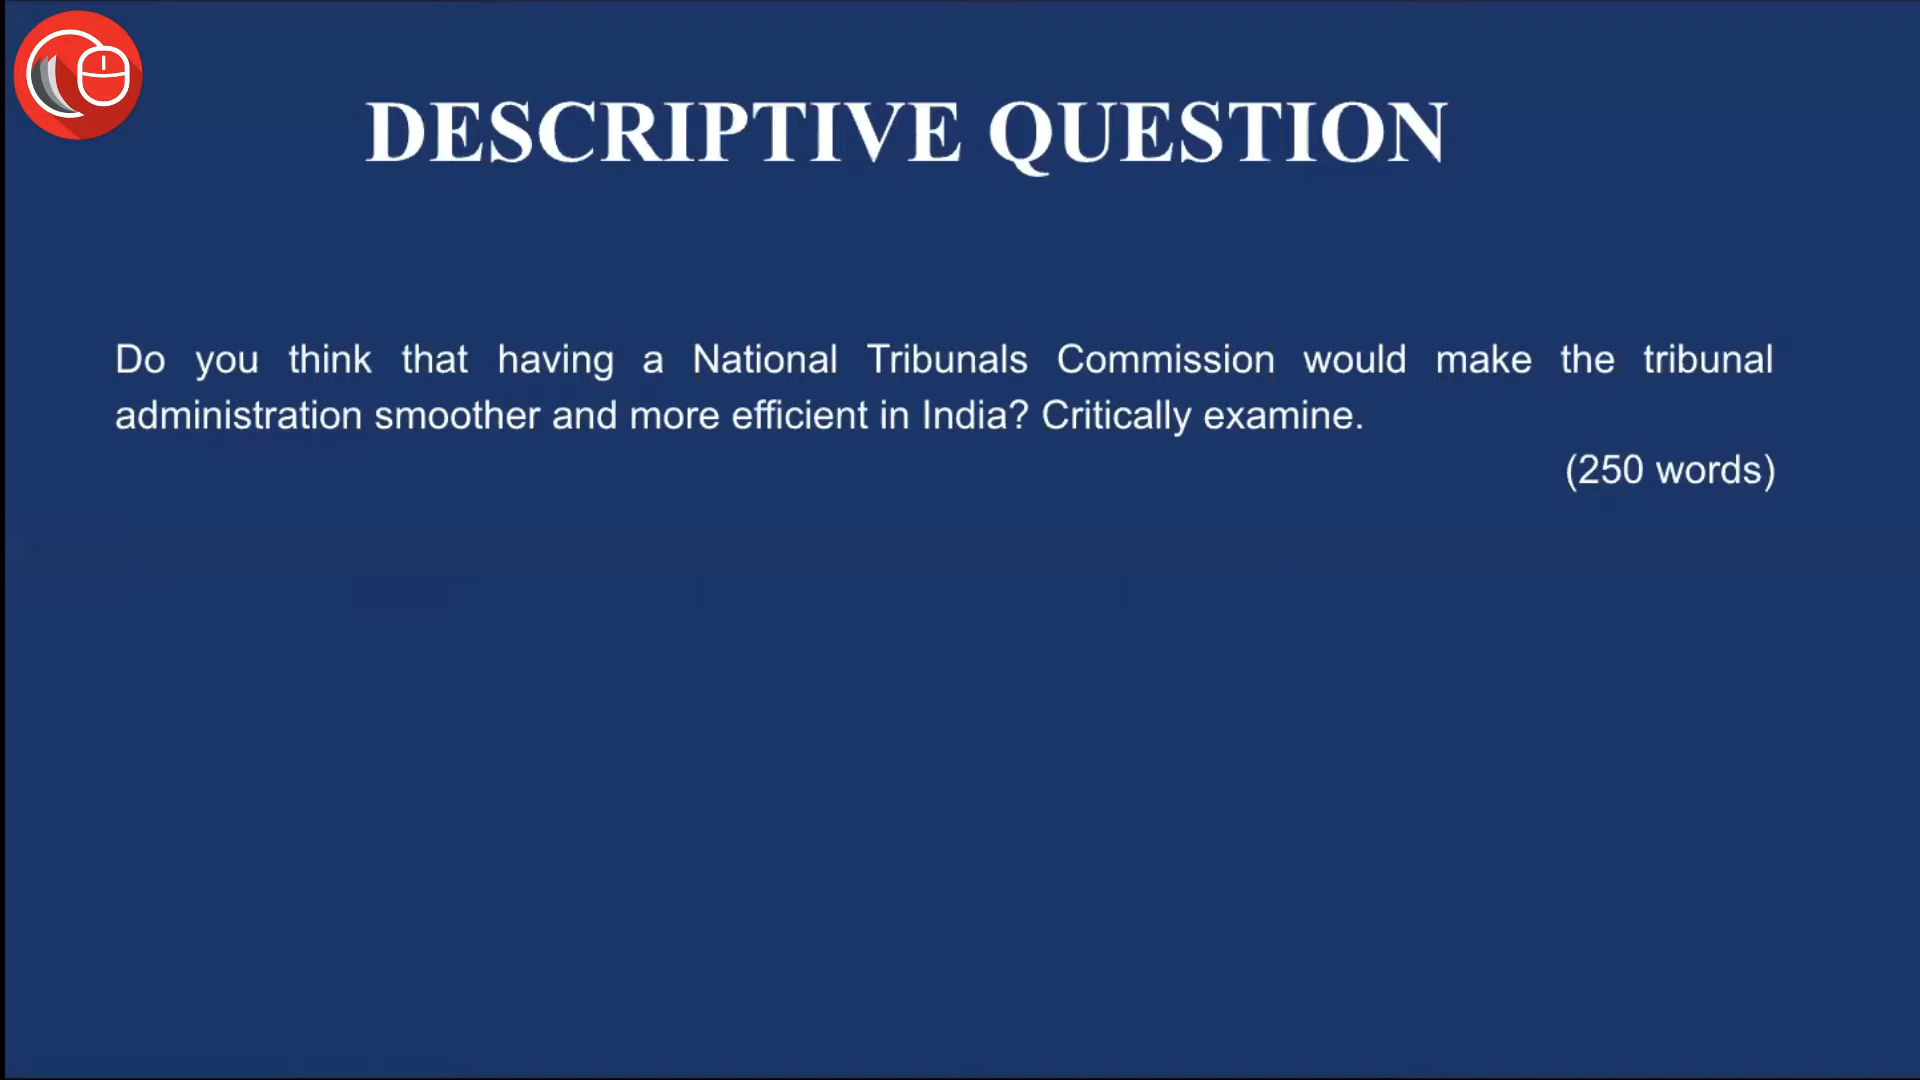 DESCRIPTIVE QUESTION
Do you think that having a National Tribunals Commission would make the tribunal
administration smoother and more efficient in India? Critically examine.
(250 words)